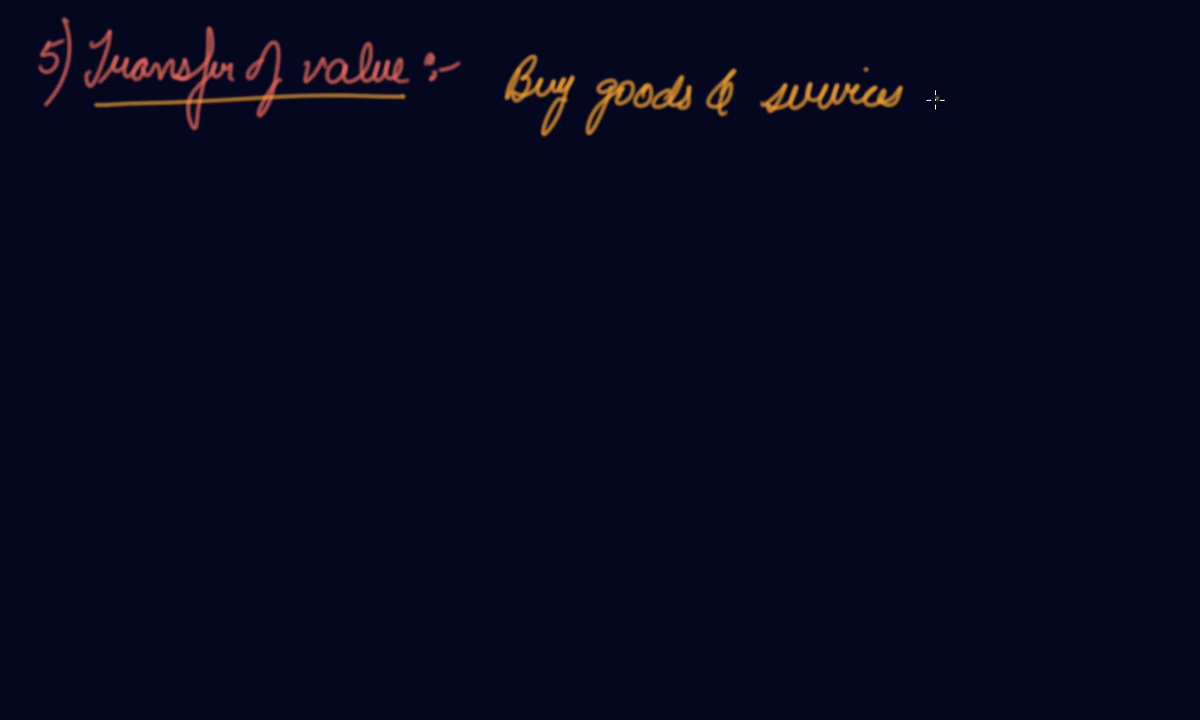 5) Transfer of value :- Buy goods & services